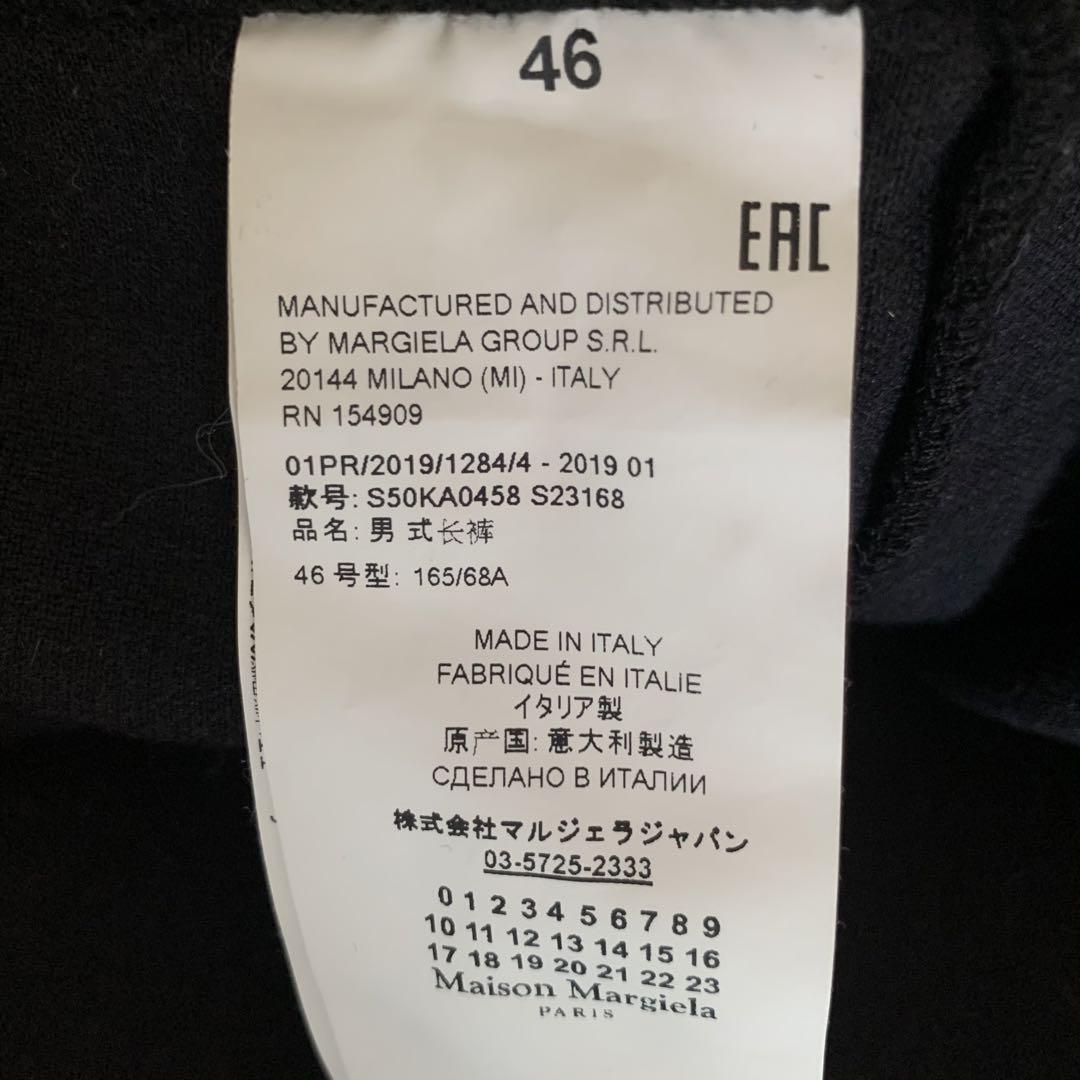 46
EAC
MANUFACTURED AND DISTRIBUTED
BY MARGIELA GROUP S.R.L.
20144 MILANO (MI) - ITALY
RN 154909
01PR/2019/1284/4 - 2019 01
款号: S50KA0458 S23168
品名: 男 式长裤
46 号型: 165/68A
MADE IN ITALY
FABRIQUÉ EN ITALiE
イタリア製
原产国: 意大利製造
СДЕЛАНО В ИТАЛИИ
株式会社マルジェラジャパン
03-5725-2333
0 1 2 3 4 5 6 7 8 9
10 11 12 13 14 15 16
17 18 19 20 21 22 23
Maison Margiela
PARIS